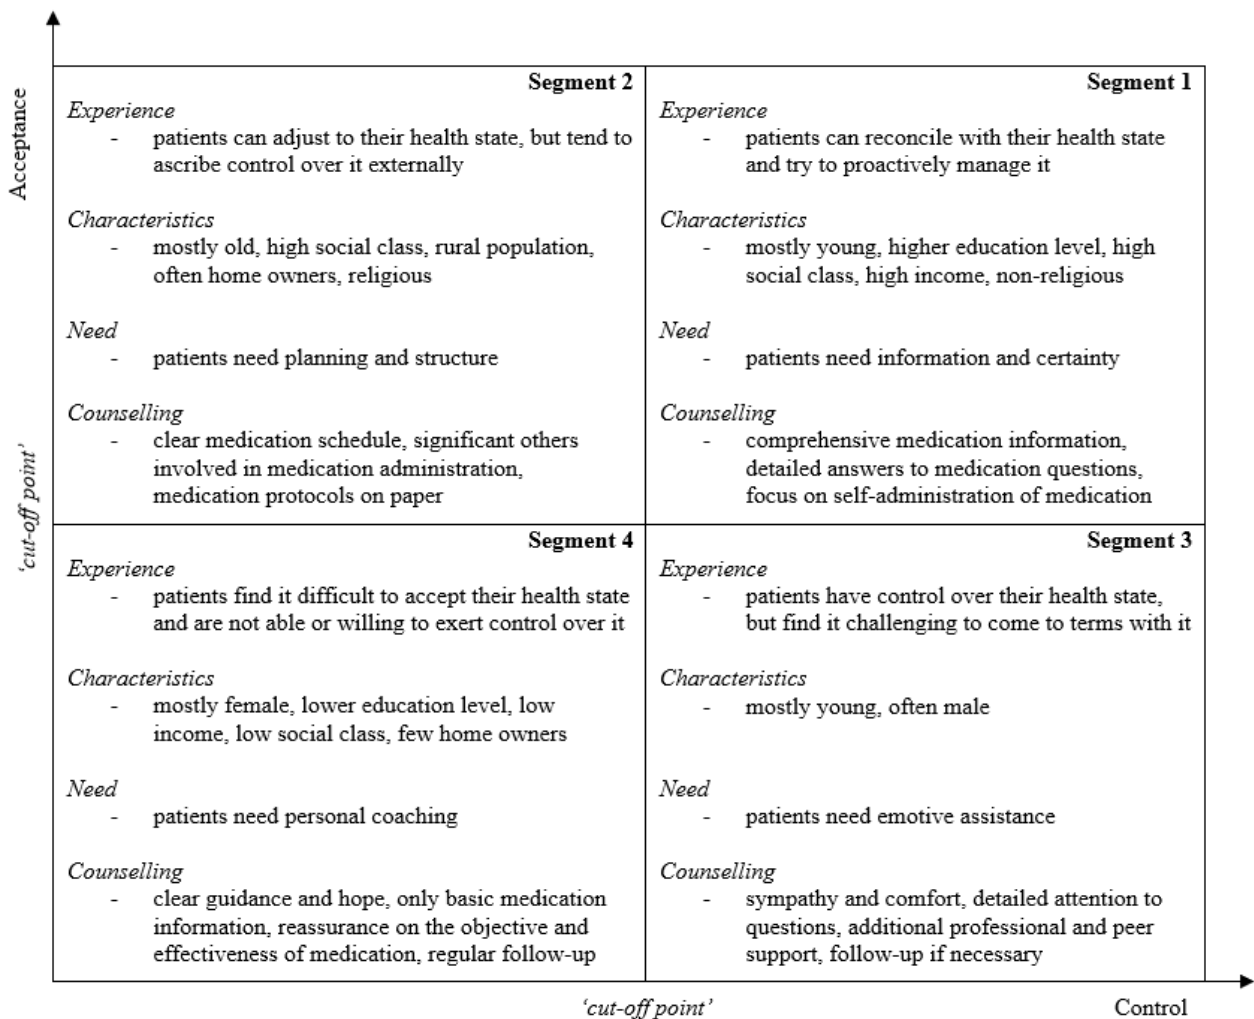 Acceptance
'cut-off point'
Segment 2
Experience
- patients can adjust to their health state, but tend to
ascribe control over it externally
Characteristics
- mostly old, high social class, rural population,
often home owners, religious
Need
- patients need planning and structure
Counselling
- clear medication schedule, significant others
involved in medication administration,
medication protocols on paper
Segment 1
Experience
- patients can reconcile with their health state
and try to proactively manage it
Characteristics
- mostly young, higher education level, high
social class, high income, non-religious
Need
- patients need information and certainty
Counselling
- comprehensive medication information,
detailed answers to medication questions,
focus on self-administration of medication
Segment 4
Experience
- patients find it difficult to accept their health state
and are not able or willing to exert control over it
Characteristics
- mostly female, lower education level, low
income, low social class, few home owners
Need
- patients need personal coaching
Counselling
- clear guidance and hope, only basic medication
information, reassurance on the objective and
effectiveness of medication, regular follow-up
Segment 3
Experience
- patients have control over their health state,
but find it challenging to come to terms with it
Characteristics
- mostly young, often male
Need
- patients need emotive assistance
Counselling
- sympathy and comfort, detailed attention to
questions, additional professional and peer
support, follow-up if necessary
'cut-off point'
Control